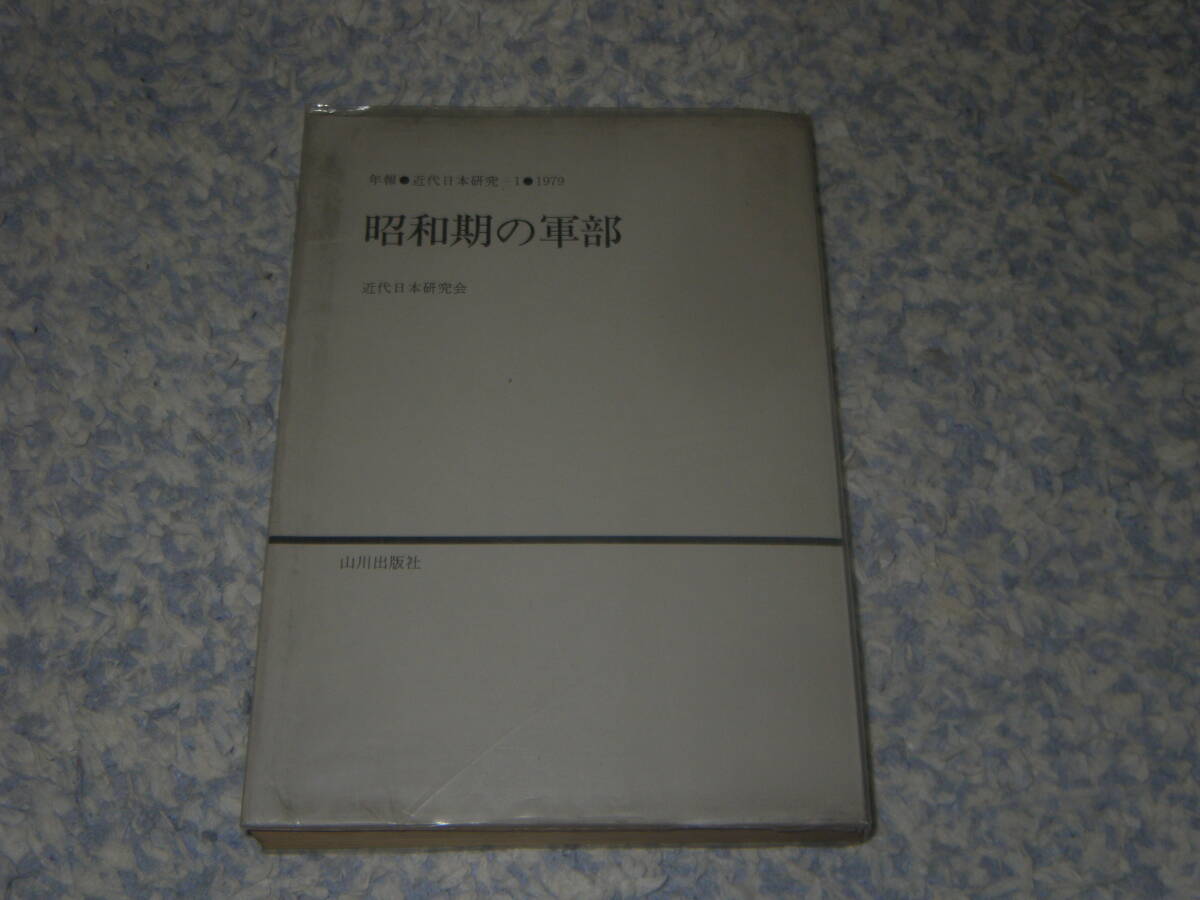 年報●近代日本研究―1●1979
昭和期の軍部
近代日本研究会
山川出版社